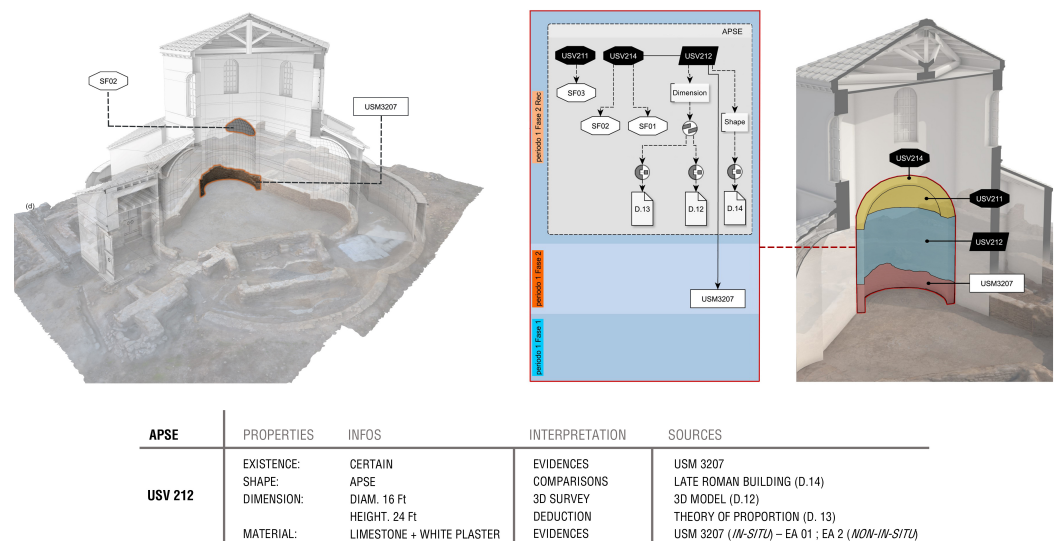 SF02
USM3207
(d)
APSE
USV211
USV214
USV212
SF03
Dimension
SF02
SF01
Shape
D.13
D.12
D.14
periodo 1 Fase 2 Rec
periodo 1 Fase 2
USM3207
periodo 1 Fase 1
USV214
USV211
USV212
USM3207
APSE PROPERTIES INFOS INTERPRETATION SOURCES
USV 212
EXISTENCE: CERTAIN EVIDENCES USM 3207
SHAPE: APSE COMPARISONS LATE ROMAN BUILDING (D.14)
DIMENSION: DIAM. 16 Ft 3D SURVEY 3D MODEL (D.12)
HEIGHT. 24 Ft DEDUCTION THEORY OF PROPORTION (D. 13)
MATERIAL: LIMESTONE + WHITE PLASTER EVIDENCES USM 3207 (IN-SITU) – EA 01 ; EA 2 (NON-IN-SITU)